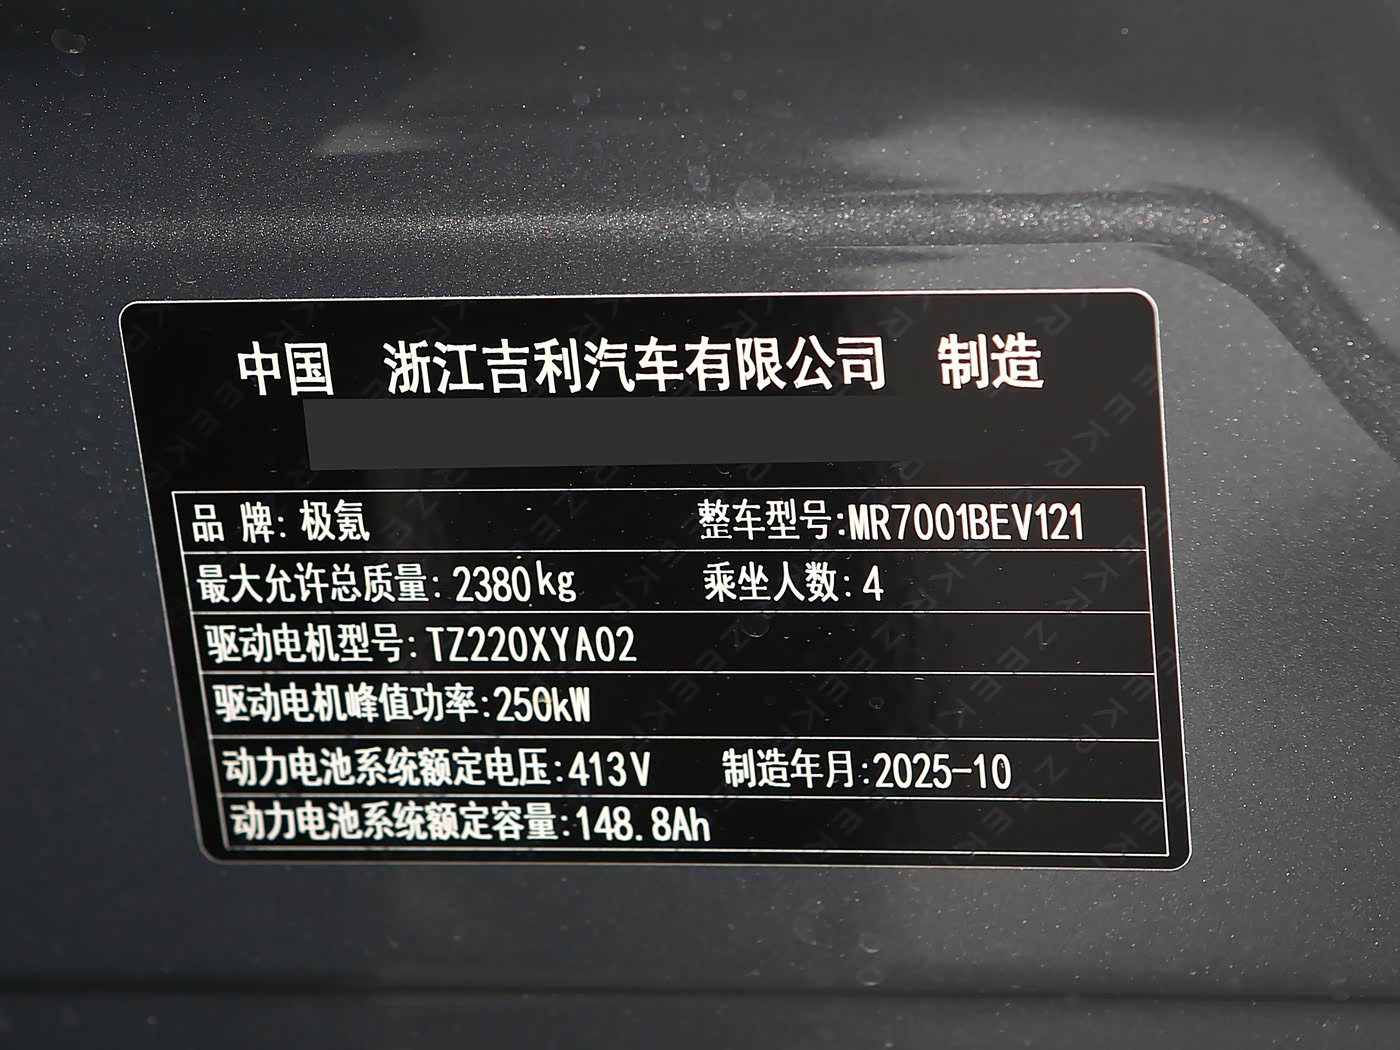 中国 浙江吉利汽车有限公司 制造
品 牌: 极氪 整车型号:MR7001BEV121
最大允许总质量: 2380kg 乘坐人数: 4
驱动电机型号: TZ220XYA02
驱动电机峰值功率:250kW
动力电池系统额定电压:413V 制造年月:2025-10
动力电池系统额定容量:148.8Ah